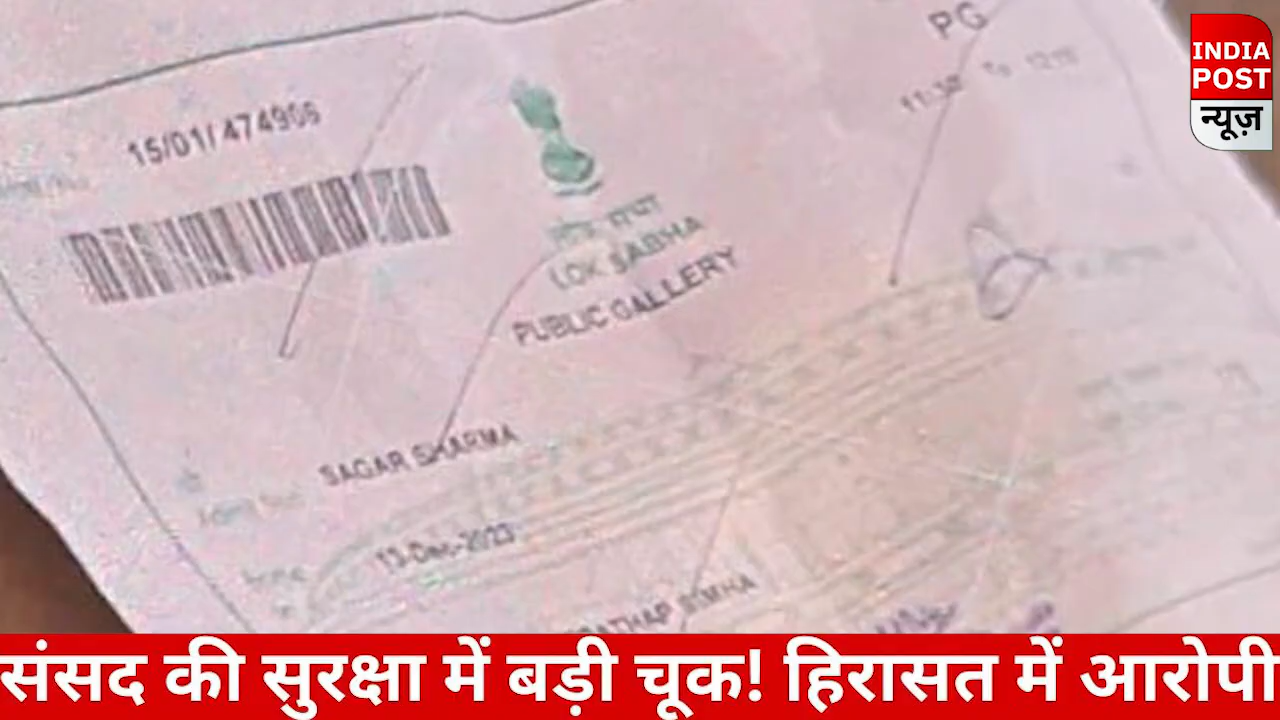 PG
INDIA
POST
न्यूज़
15/01/474906
लोक सभा
LOK SABHA
PUBLIC GALLERY
SAGAR SHARMA
13-Dec-2023
SIMHA
संसद की सुरक्षा में बड़ी चूक! हिरासत में आरोपी